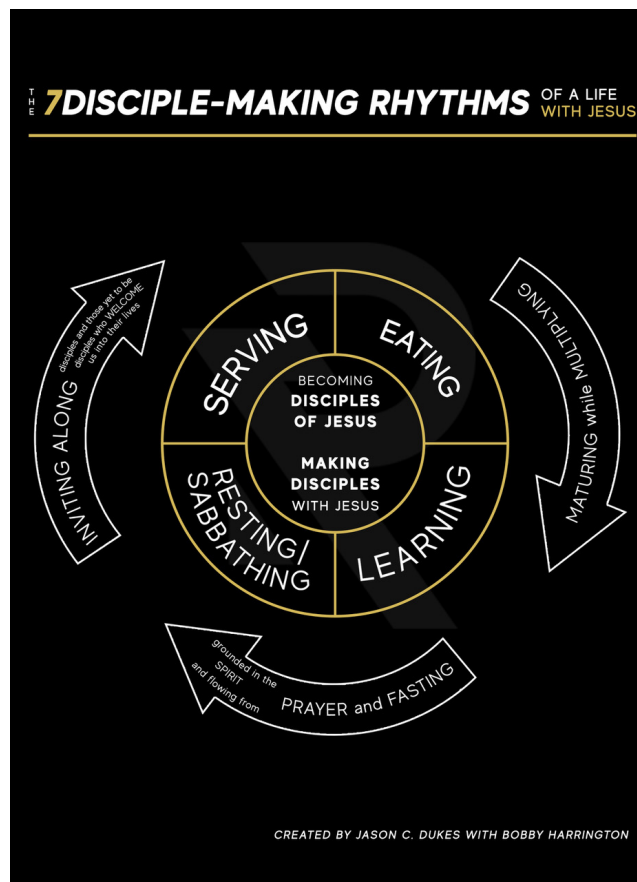 THE 7DISCIPLE-MAKING RHYTHMS OF A LIFE
WITH JESUS
INVITING ALONG
disciples and those yet to be
disciples who WELCOME
us into their lives
SERVING
EATING
BECOMING
DISCIPLES
OF JESUS
MAKING
DISCIPLES
WITH JESUS
RESTING/
SABBATHING
LEARNING
MATURING while MULTIPLYING
grounded in the
SPIRIT
and flowing from
PRAYER and FASTING
CREATED BY JASON C. DUKES WITH BOBBY HARRINGTON